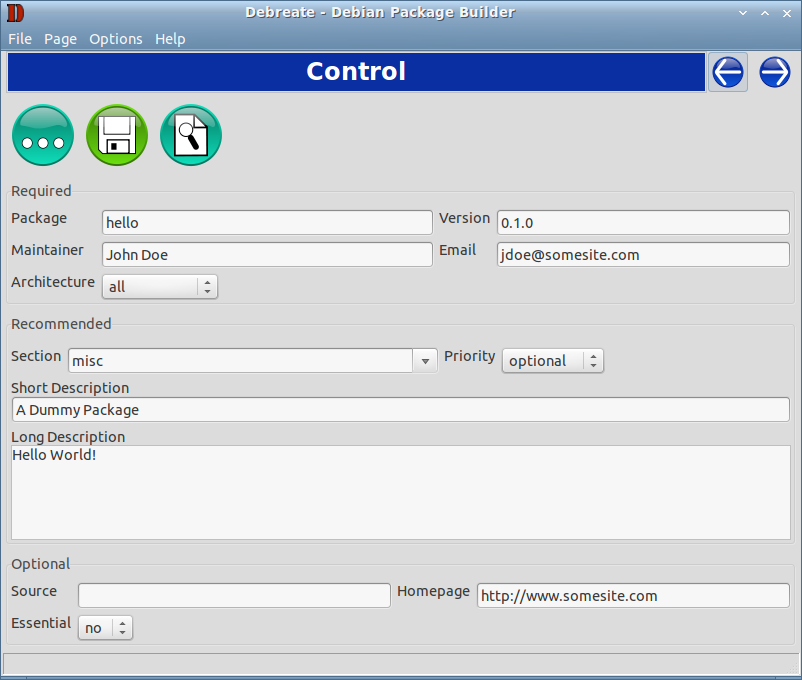 Debreate - Debian Package Builder
File Page Options Help
Control
Required
Package hello Version 0.1.0
Maintainer John Doe Email jdoe@somesite.com
Architecture all
Recommended
Section misc Priority optional
Short Description
A Dummy Package
Long Description
Hello World!
Optional
Source Homepage http://www.somesite.com
Essential no